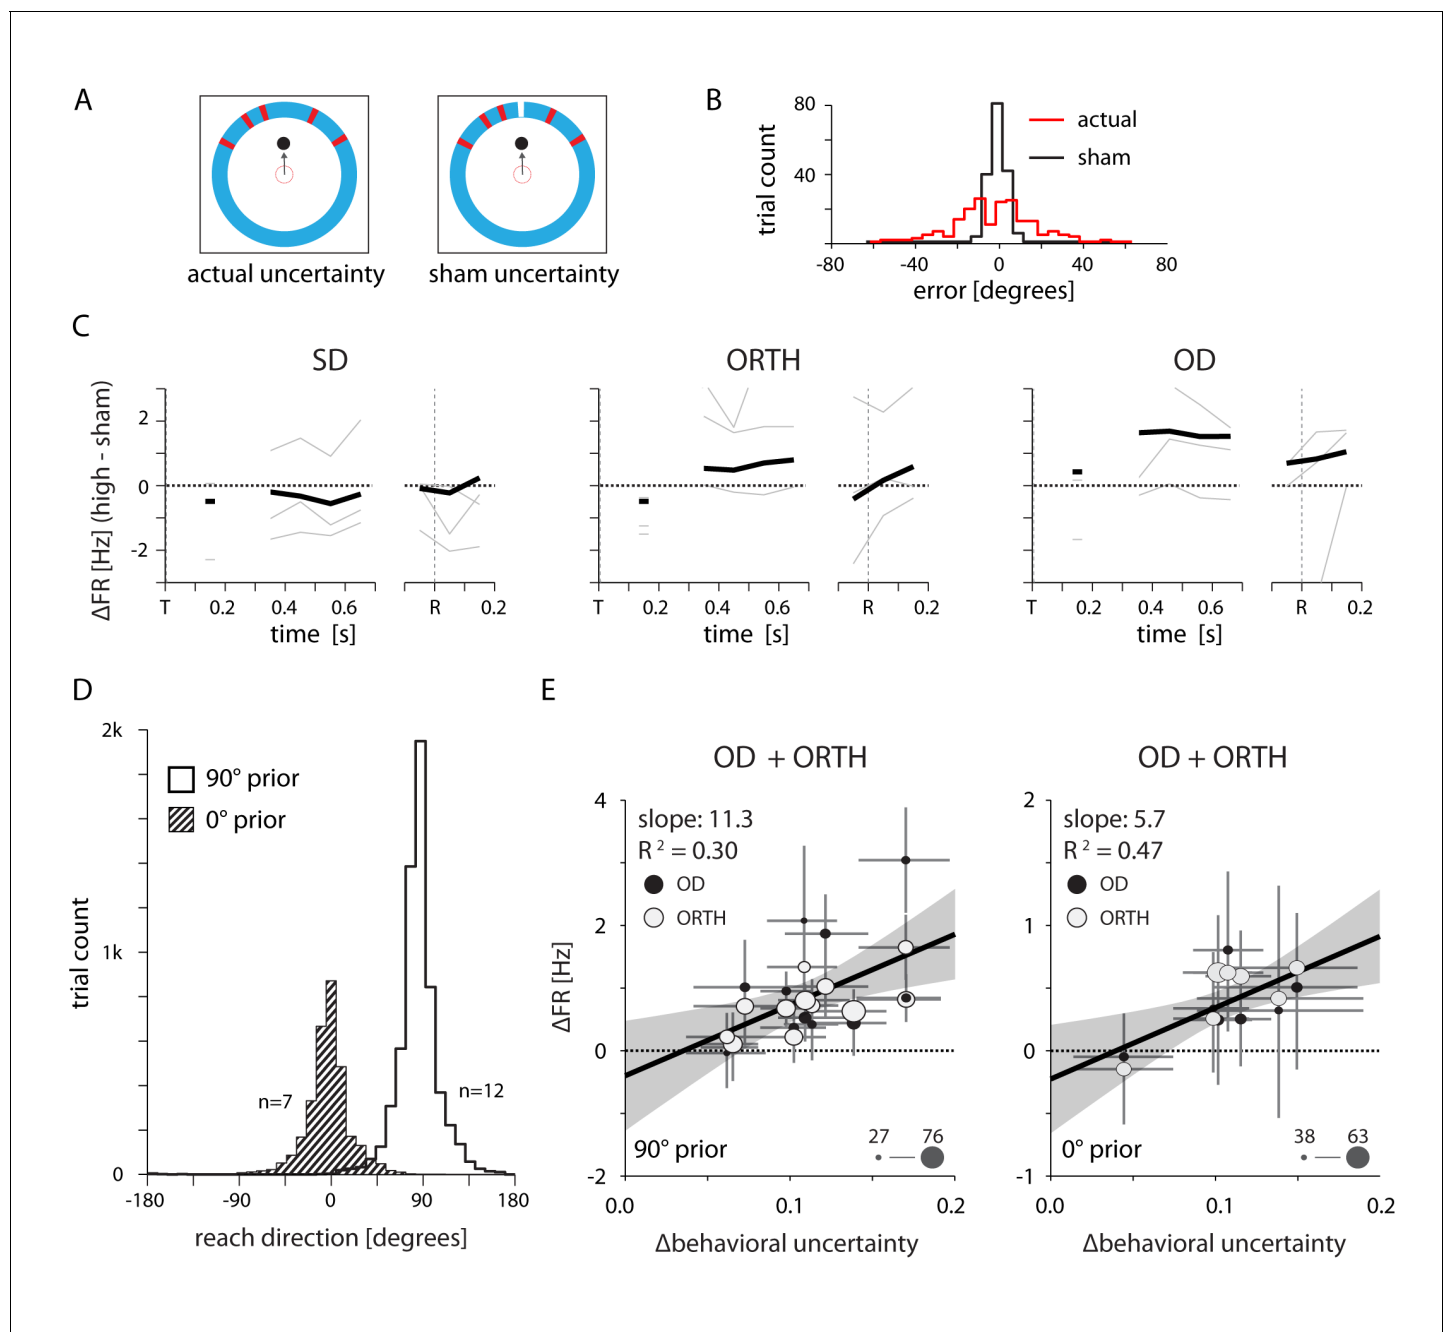 A
actual uncertainty
sham uncertainty
B
80
40
trial count
actual
sham
-80
-40
0
40
80
error [degrees]
C
SD
ORTH
OD
ΔFR [Hz] (high - sham)
2
0
-2
T
0.2
0.4
0.6
R
0.2
time [s]
T
0.2
0.4
0.6
R
0.2
time [s]
T
0.2
0.4
0.6
R
0.2
time [s]
D
2k
1k
0
trial count
90° prior
0° prior
n=7
n=12
-180
-90
0
90
180
reach direction [degrees]
E
OD + ORTH
4
2
0
-2
ΔFR [Hz]
slope: 11.3
R² = 0.30
OD
ORTH
90° prior
27
76
0.0
0.1
0.2
Δbehavioral uncertainty
OD + ORTH
2
1
0
-1
slope: 5.7
R² = 0.47
OD
ORTH
0° prior
38
63
0.0
0.1
0.2
Δbehavioral uncertainty